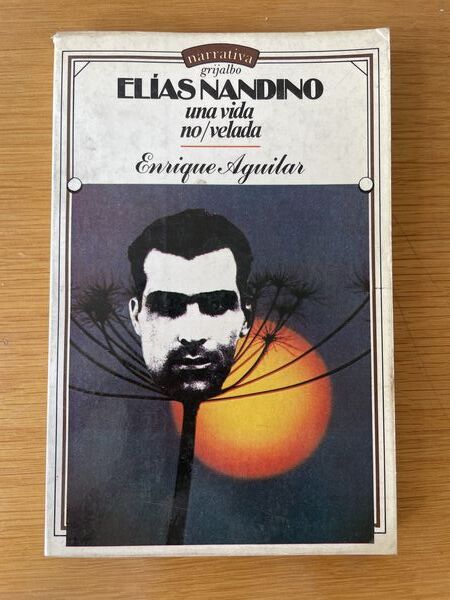 narrativa
grijalbo
ELÍAS NANDINO
una vida
no/velada
Enrique Aguilar